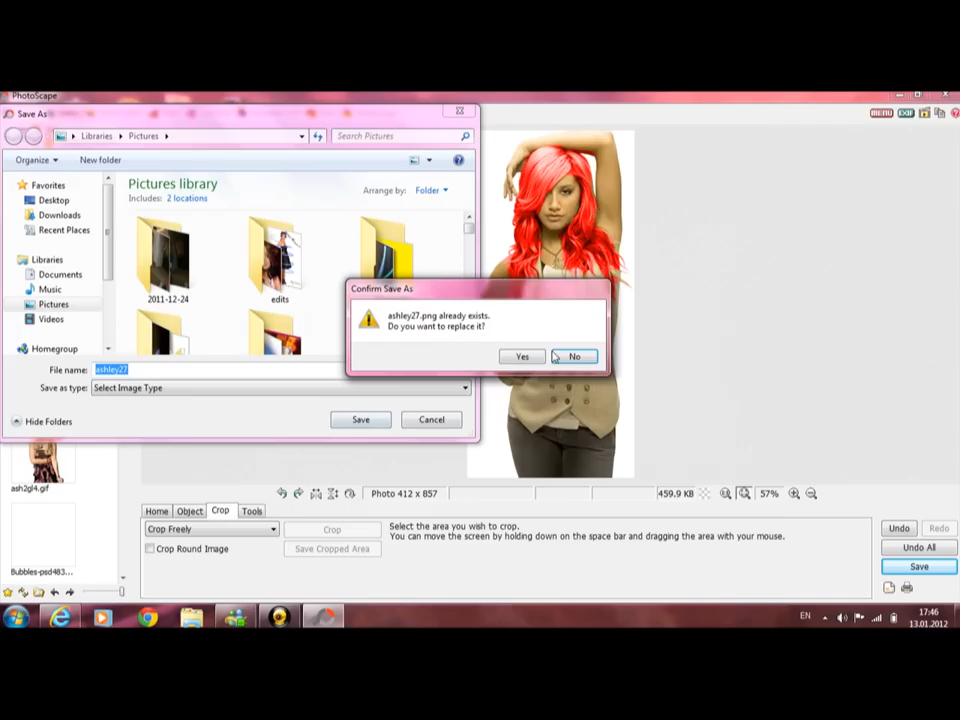 PhotoScape
Save As
MENU EXIF
Libraries Pictures
Search Pictures
Organize New folder
Favorites
Desktop
Downloads
Recent Places
Libraries
Documents
Music
Pictures
Videos
Homegroup
Pictures library
Includes: 2 locations
Arrange by: Folder
2011-12-24
edits
Confirm Save As
ashley27.png already exists.
Do you want to replace it?
Yes No
File name: ashley27
Save as type: Select Image Type
Hide Folders
Save Cancel
ash2gl4.gif
Bubbles-psd483...
Photo 412 x 857
459.9 KB
57%
Home Object Crop Tools
Crop Freely
Crop
Crop Round Image
Save Cropped Area
Select the area you wish to crop.
You can move the screen by holding down on the space bar and dragging the area with your mouse.
Undo Redo
Undo All
Save
EN
17:46
13.01.2012